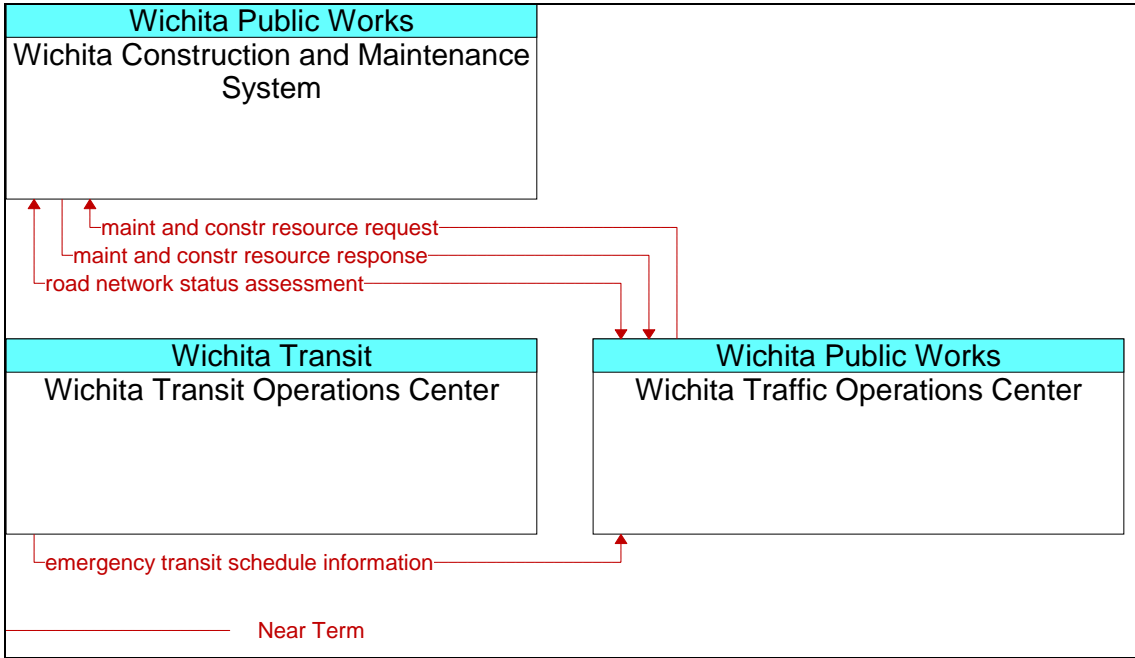 Wichita Public Works
Wichita Construction and Maintenance
System
maint and constr resource request
maint and constr resource response
road network status assessment
Wichita Transit
Wichita Transit Operations Center
Wichita Public Works
Wichita Traffic Operations Center
emergency transit schedule information
Near Term